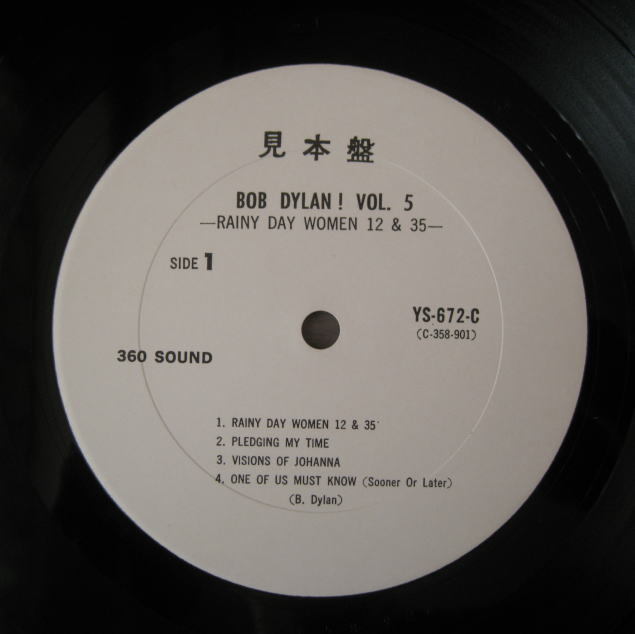 見本盤
BOB DYLAN! VOL. 5
—RAINY DAY WOMEN 12 & 35—
SIDE 1
YS-672-C
(C-358-901)
360 SOUND
1. RAINY DAY WOMEN 12 & 35
2. PLEDGING MY TIME
3. VISIONS OF JOHANNA
4. ONE OF US MUST KNOW (Sooner Or Later)
(B. Dylan)